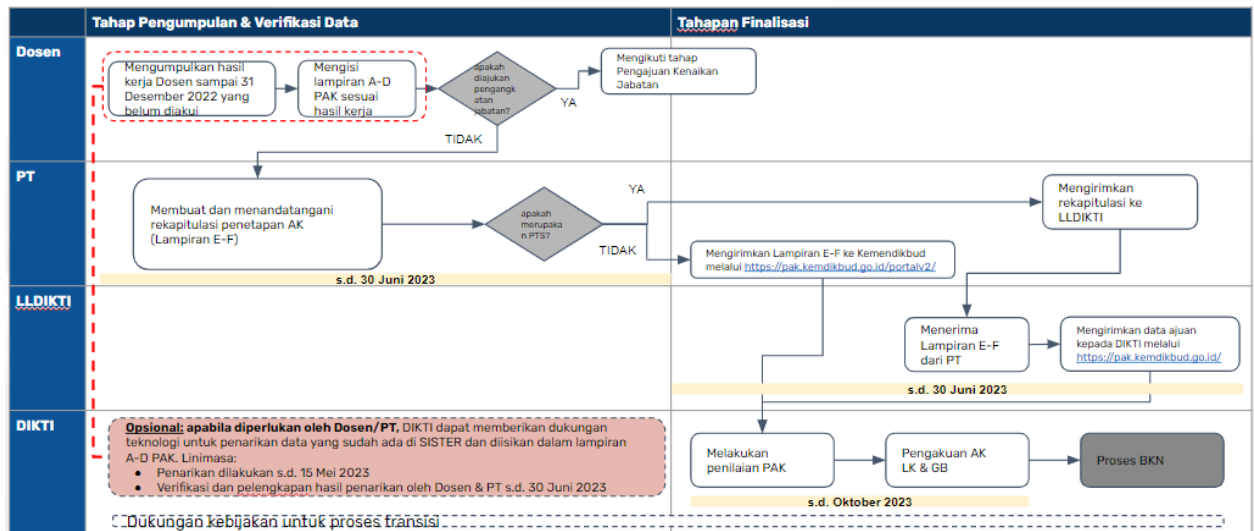 Tahap Pengumpulan & Verifikasi Data
Tahapan Finalisasi
Dosen
Mengumpulkan hasil
kerja Dosen sampai 31
Desember 2022 yang
belum diakui
Mengisi
lampiran A-D
PAK sesuai
hasil kerja
apakah
diajukan
pengangk
atan
jabatan?
YA
TIDAK
Mengikuti tahap
Pengajuan Kenaikan
Jabatan
PT
Membuat dan menandatangani
rekapitulasi penetapan AK
(Lampiran E-F)
apakah
merupaka
n PTS?
YA
TIDAK
Mengirimkan
rekapitulasi ke
LLDIKTI
Mengirimkan Lampiran E-F ke Kemendikbud
melalui https://pak.kemdikbud.go.id/portalv2/
s.d. 30 Juni 2023
LLDIKTI
Menerima
Lampiran E-F
dari PT
Mengirimkan data ajuan
kepada DIKTI melalui
https://pak.kemdikbud.go.id/
s.d. 30 Juni 2023
DIKTI
Opsional: apabila diperlukan oleh Dosen/PT, DIKTI dapat memberikan dukungan
teknologi untuk penarikan data yang sudah ada di SISTER dan diisikan dalam lampiran
A-D PAK. Linimasa:
● Penarikan dilakukan s.d. 15 Mei 2023
● Verifikasi dan pelengkapan hasil penarikan oleh Dosen & PT s.d. 30 Juni 2023
Melakukan
penilaian PAK
Pengakuan AK
LK & GB
Proses BKN
s.d. Oktober 2023
Dukungan kebijakan untuk proses transisi